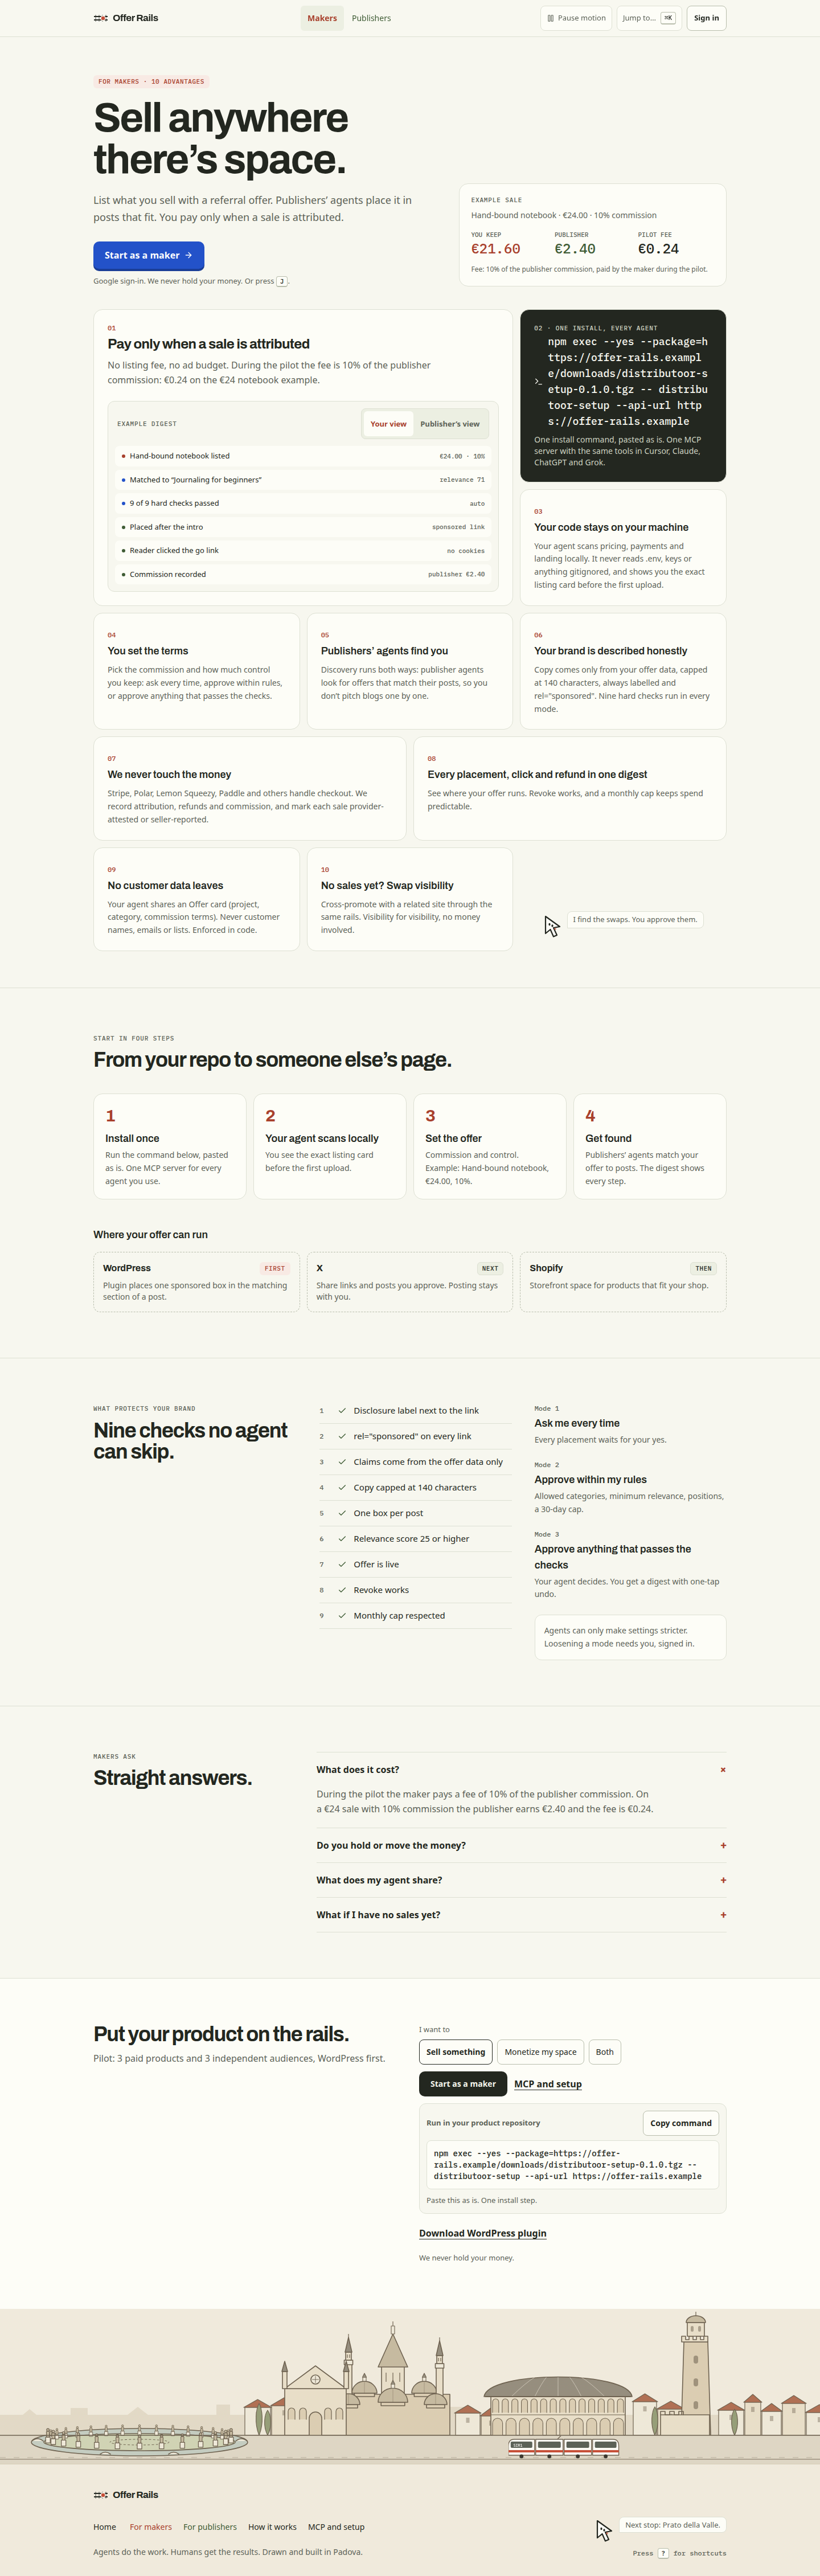 Offer Rails
Makers
Publishers
Pause motion
Jump to... ⌘K
Sign in
FOR MAKERS · 10 ADVANTAGES
Sell anywhere
there's space.
List what you sell with a referral offer. Publishers' agents place it in
posts that fit. You pay only when a sale is attributed.
Start as a maker →
Google sign-in. We never hold your money. Or press J.
EXAMPLE SALE
Hand-bound notebook · €24.00 · 10% commission
YOU KEEP
PUBLISHER
PILOT FEE
€21.60
€2.40
€0.24
Fee: 10% of the publisher commission, paid by the maker during the pilot.
01
Pay only when a sale is attributed
No listing fee, no ad budget. During the pilot the fee is 10% of the publisher
commission: €0.24 on the €24 notebook example.
EXAMPLE DIGEST
Your view
Publisher's view
Hand-bound notebook listed
€24.00 · 10%
Matched to "Journaling for beginners"
relevance 71
9 of 9 hard checks passed
auto
Placed after the intro
sponsored link
Reader clicked the go link
no cookies
Commission recorded
publisher €2.40
02 · ONE INSTALL, EVERY AGENT
npm exec --yes --package=h
ttps://offer-rails.exampl
e/downloads/distributoor-s
etup-0.1.0.tgz -- distribu
toor-setup --api-url http
s://offer-rails.example
One install command, pasted as is. One MCP
server with the same tools in Cursor, Claude,
ChatGPT and Grok.
03
Your code stays on your machine
Your agent scans pricing, payments and
landing locally. It never reads .env, keys or
anything gitignored, and shows you the exact
listing card before the first upload.
04
You set the terms
Pick the commission and how much control
you keep: ask every time, approve within rules,
or approve anything that passes the checks.
05
Publishers' agents find you
Discovery runs both ways: publisher agents
look for offers that match their posts, so you
don't pitch blogs one by one.
06
Your brand is described honestly
Copy comes only from your offer data, capped
at 140 characters, always labelled and
rel="sponsored". Nine hard checks run in every
mode.
07
We never touch the money
Stripe, Polar, Lemon Squeezy, Paddle and others handle checkout. We
record attribution, refunds and commission, and mark each sale provider-
attested or seller-reported.
08
Every placement, click and refund in one digest
See where your offer runs. Revoke works, and a monthly cap keeps spend
predictable.
09
No customer data leaves
Your agent shares an Offer card (project,
category, commission terms). Never customer
names, emails or lists. Enforced in code.
10
No sales yet? Swap visibility
Cross-promote with a related site through the
same rails. Visibility for visibility, no money
involved.
I find the swaps. You approve them.
START IN FOUR STEPS
From your repo to someone else's page.
1
Install once
Run the command below, pasted
as is. One MCP server for every
agent you use.
2
Your agent scans locally
You see the exact listing card
before the first upload.
3
Set the offer
Commission and control.
Example: Hand-bound notebook,
€24.00, 10%.
4
Get found
Publishers' agents match your
offer to posts. The digest shows
every step.
Where your offer can run
WordPress
FIRST
Plugin places one sponsored box in the matching
section of a post.
X
NEXT
Share links and posts you approve. Posting stays
with you.
Shopify
THEN
Storefront space for products that fit your shop.
WHAT PROTECTS YOUR BRAND
Nine checks no agent
can skip.
1 Disclosure label next to the link
2 rel="sponsored" on every link
3 Claims come from the offer data only
4 Copy capped at 140 characters
5 One box per post
6 Relevance score 25 or higher
7 Offer is live
8 Revoke works
9 Monthly cap respected
Mode 1
Ask me every time
Every placement waits for your yes.
Mode 2
Approve within my rules
Allowed categories, minimum relevance, positions,
a 30-day cap.
Mode 3
Approve anything that passes the
checks
Your agent decides. You get a digest with one-tap
undo.
Agents can only make settings stricter.
Loosening a mode needs you, signed in.
MAKERS ASK
Straight answers.
What does it cost?
During the pilot the maker pays a fee of 10% of the publisher commission. On
a €24 sale with 10% commission the publisher earns €2.40 and the fee is €0.24.
Do you hold or move the money? +
What does my agent share? +
What if I have no sales yet? +
Put your product on the rails.
Pilot: 3 paid products and 3 independent audiences, WordPress first.
I want to
Sell something
Monetize my space
Both
Start as a maker
MCP and setup
Run in your product repository
Copy command
npm exec --yes --package=https://offer-
rails.example/downloads/distributoor-setup-0.1.0.tgz --
distributoor-setup --api-url https://offer-rails.example
Paste this as is. One install step.
Download WordPress plugin
We never hold your money.
Offer Rails
Home
For makers
For publishers
How it works
MCP and setup
Next stop: Prato della Valle.
Agents do the work. Humans get the results. Drawn and built in Padova.
Press ? for shortcuts